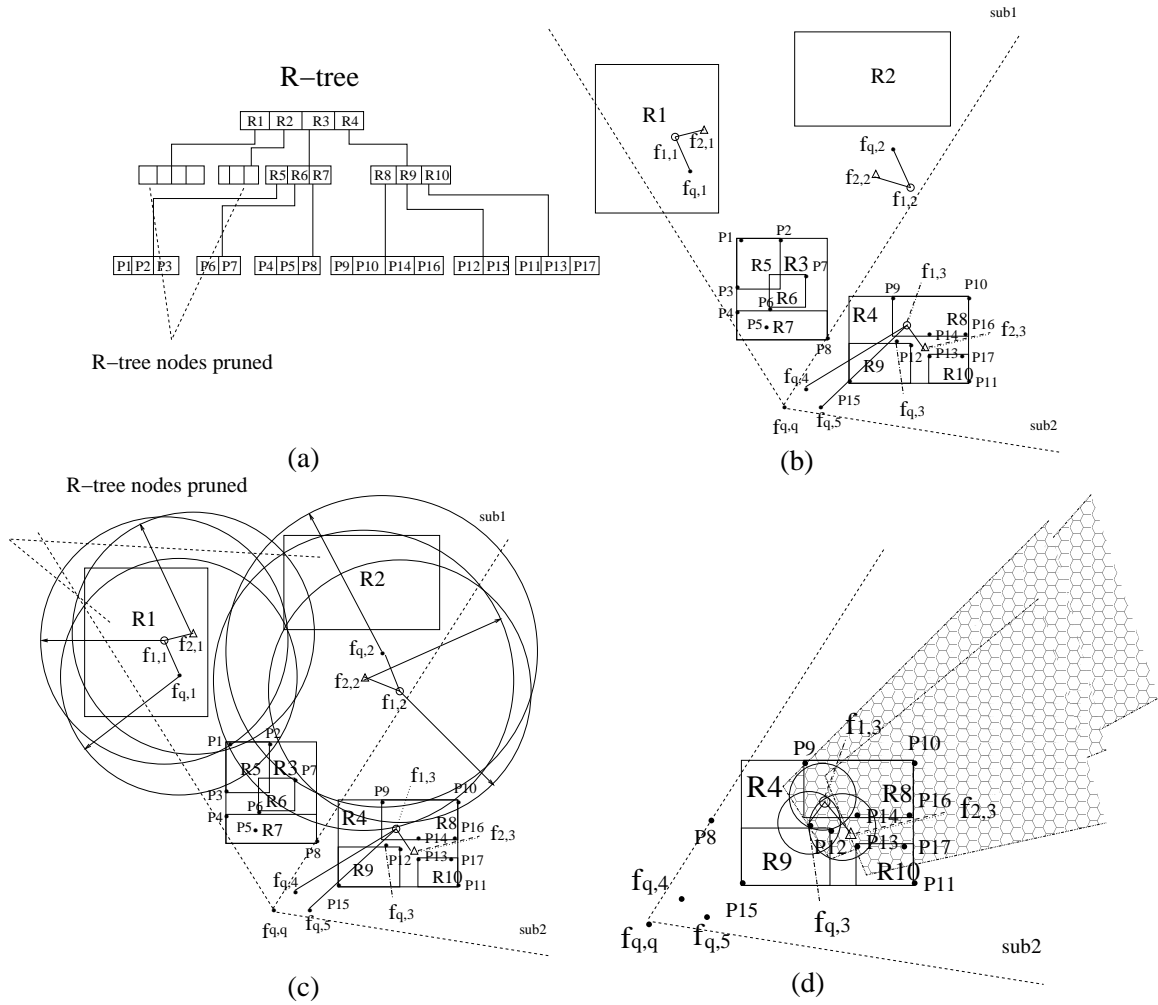 R-tree
R1 R2 R3 R4
R5 R6 R7
R8 R9 R10
P1 P2 P3
P6 P7
P4 P5 P8
P9 P10 P14 P16
P12 P15
P11 P13 P17
R-tree nodes pruned
(a)
sub1
R2
R1
f1,1
f2,1
fq,1
fq,2
f2,2
f1,2
P1
P2
R5
R3
P7
P3
R6
P6
P4
P5
R7
P8
f1,3
P9
P10
R4
R8
P16
P14
f2,3
P12
P13
P17
R9
R10
P11
fq,4
P15
fq,3
fq,q
fq,5
sub2
(b)
R-tree nodes pruned
sub1
R2
R1
f2,1
f1,1
fq,1
fq,2
f2,2
f1,2
P1
P2
R5
R3
P7
P3
R6
P6
P4
P5
R7
P8
f1,3
P9
P10
R4
R8
P16
P14
f2,3
P12
P13
P17
R9
R10
P11
fq,4
P15
fq,3
fq,q
fq,5
sub2
(c)
f1,3
P9
P10
R4
R8
P16
f2,3
P14
P8
P12
P13
P17
R9
R10
P11
fq,4
P15
fq,3
fq,q
fq,5
sub2
(d)